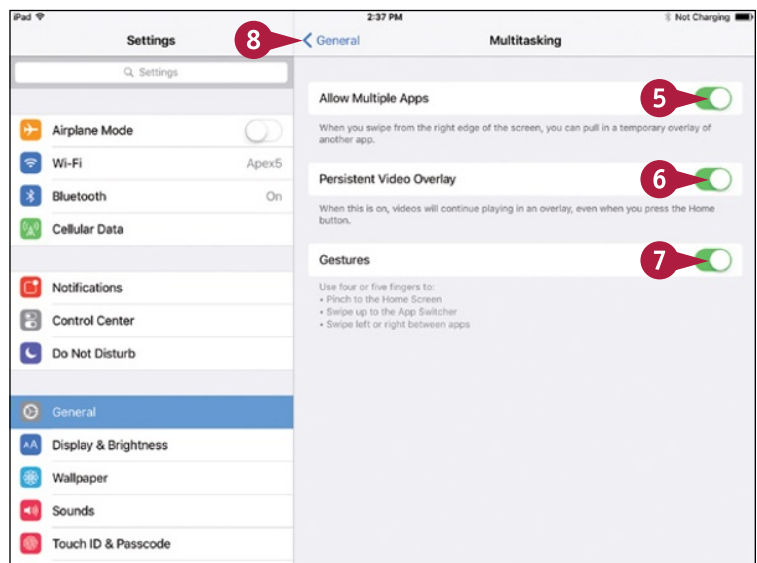 iPad 2:37 PM Not Charging
Settings 8 General Multitasking
Settings
Allow Multiple Apps 5
When you swipe from the right edge of the screen, you can pull in a temporary overlay of
another app.
Airplane Mode
Wi-Fi Apex5
Persistent Video Overlay 6
Bluetooth On
When this is on, videos will continue playing in an overlay, even when you press the Home
button.
Cellular Data
Gestures 7
Use four or five fingers to:
• Pinch to the Home Screen
• Swipe up to the App Switcher
• Swipe left or right between apps
Notifications
Control Center
Do Not Disturb
General
AA Display & Brightness
Wallpaper
Sounds
Touch ID & Passcode